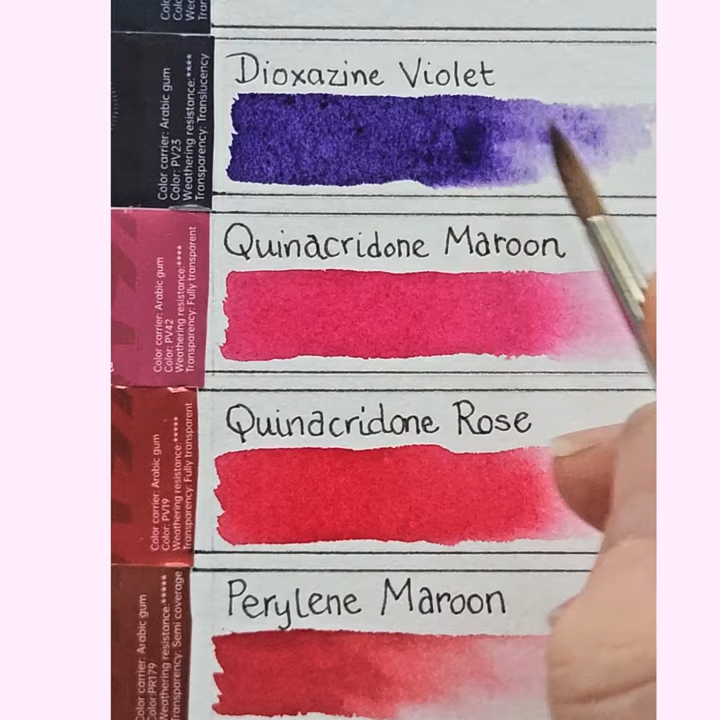 Dioxazine Violet
Color carrier: Arabic gum
Color: PV23
Weathering resistance:****
Transparency: Translucency
Quinacridone Maroon
Color carrier: Arabic gum
Color: PV42
Weathering resistance:****
Transparency: Fully transparent
Quinacridone Rose
Color carrier: Arabic gum
Color: PV19
Weathering resistance:*****
Transparency: Fully transparent
Perylene Maroon
Color carrier: Arabic gum
Color:PR179
Weathering resistance:*****
Transparency: Semi coverage